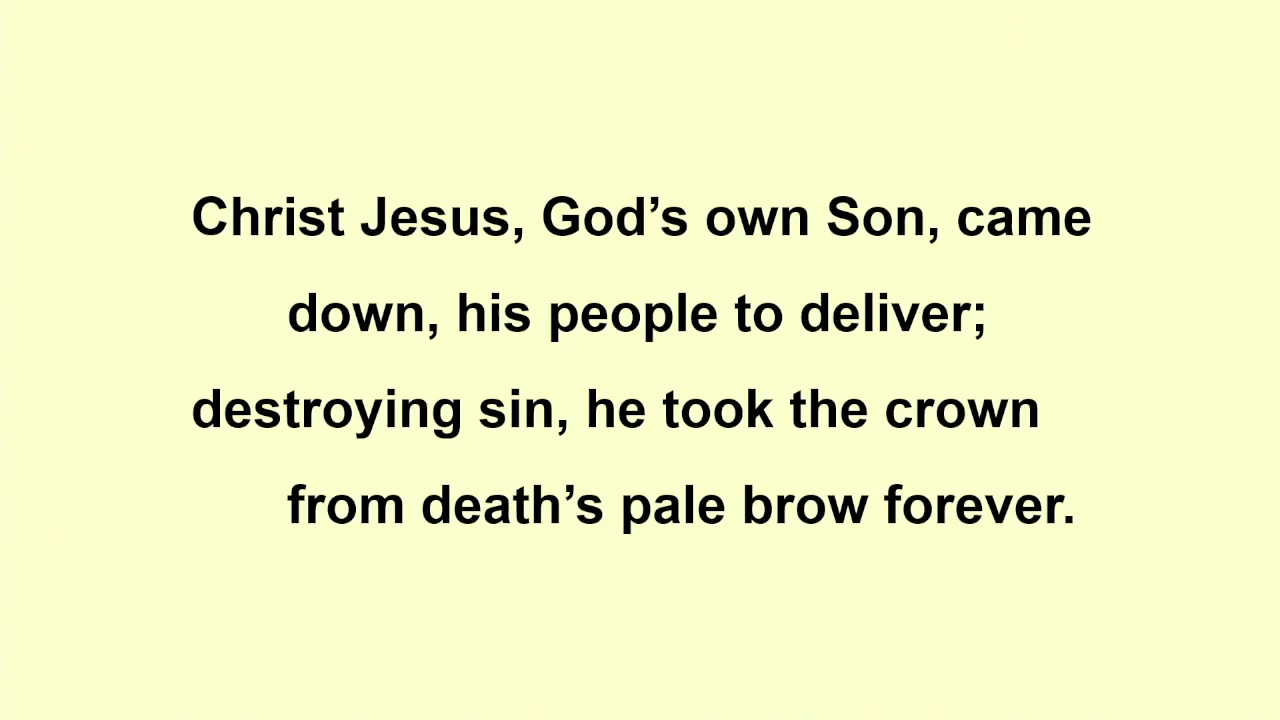 Christ Jesus, God’s own Son, came
down, his people to deliver;
destroying sin, he took the crown
from death’s pale brow forever.